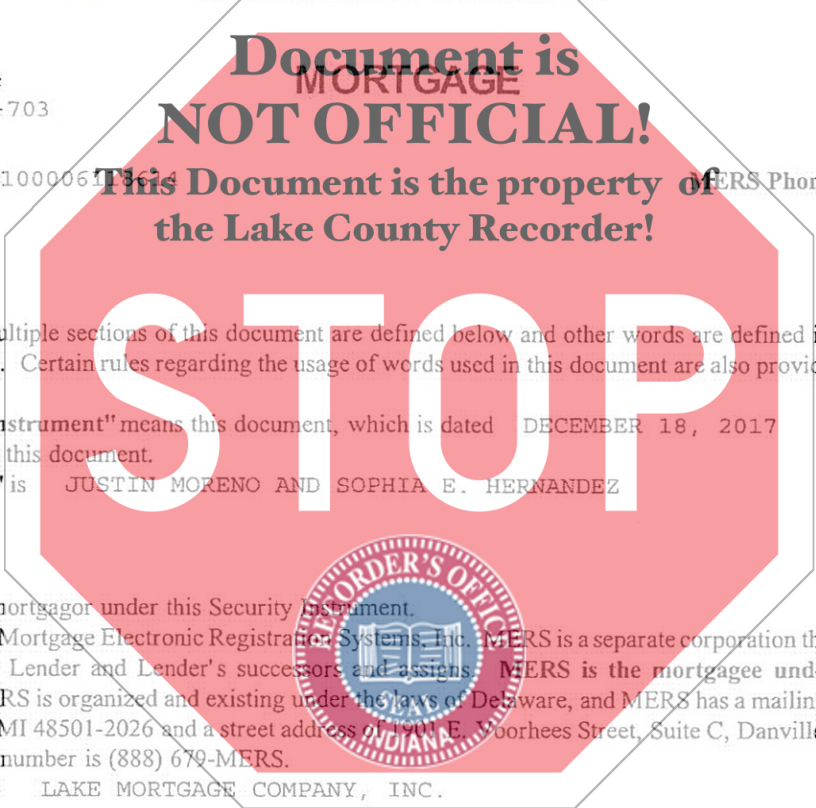 Document is
MORTGAGE
-703
NOT OFFICIAL!
This Document is the property of
MERS Phon
the Lake County Recorder!
STOP
ultiple sections of this document are defined below and other words are defined i
. Certain rules regarding the usage of words used in this document are also provid
strument" means this document, which is dated DECEMBER 18, 2017
this document.
" is JUSTIN MORENO AND SOPHIA E. HERNANDEZ
RECORDER'S OFFICE
nortgagor under this Security Instrument.
Mortgage Electronic Registration Systems, Inc. MERS is a separate corporation th
Lender and Lender's successors and assigns. MERS is the mortgagee und
RS is organized and existing under the laws of Delaware, and MERS has a mailin
MI 48501-2026 and a street address of 1901 E. Voorhees Street, Suite C, Danville
INDIANA
number is (888) 679-MERS.
LAKE MORTGAGE COMPANY, INC.